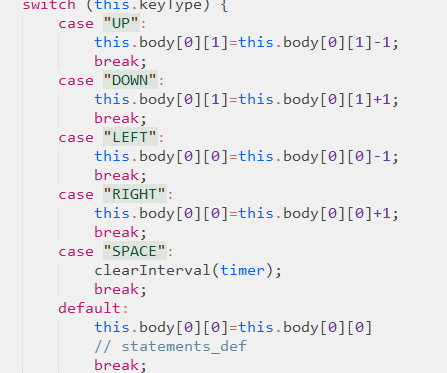 switch (this.keyType) {
case "UP":
this.body[0][1]=this.body[0][1]-1;
break;
case "DOWN":
this.body[0][1]=this.body[0][1]+1;
break;
case "LEFT":
this.body[0][0]=this.body[0][0]-1;
break;
case "RIGHT":
this.body[0][0]=this.body[0][0]+1;
break;
case "SPACE":
clearInterval(timer);
break;
default:
this.body[0][0]=this.body[0][0]
// statements_def
break;